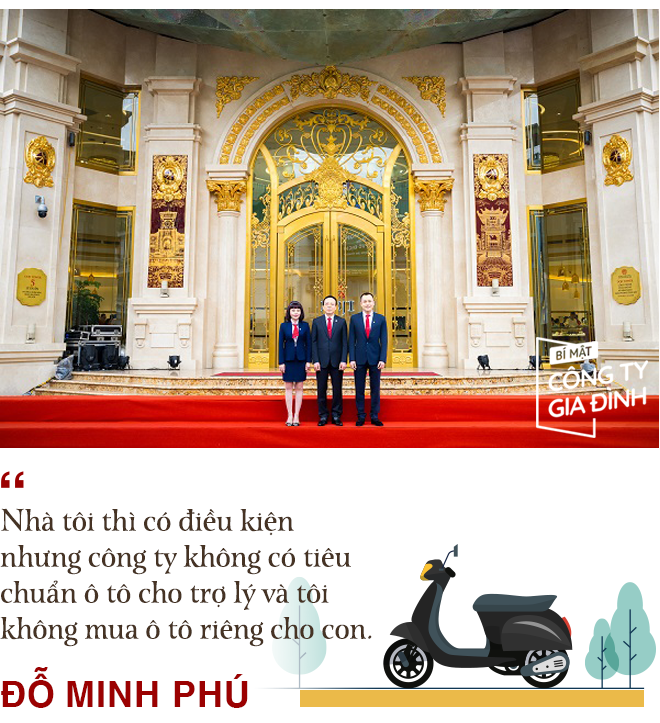 BÍ MẬT
CÔNG TY
GIA ĐÌNH
“
Nhà tôi thì có điều kiện
nhưng công ty không có tiêu
chuẩn ô tô cho trợ lý và tôi
không mua ô tô riêng cho con.
ĐỖ MINH PHÚ